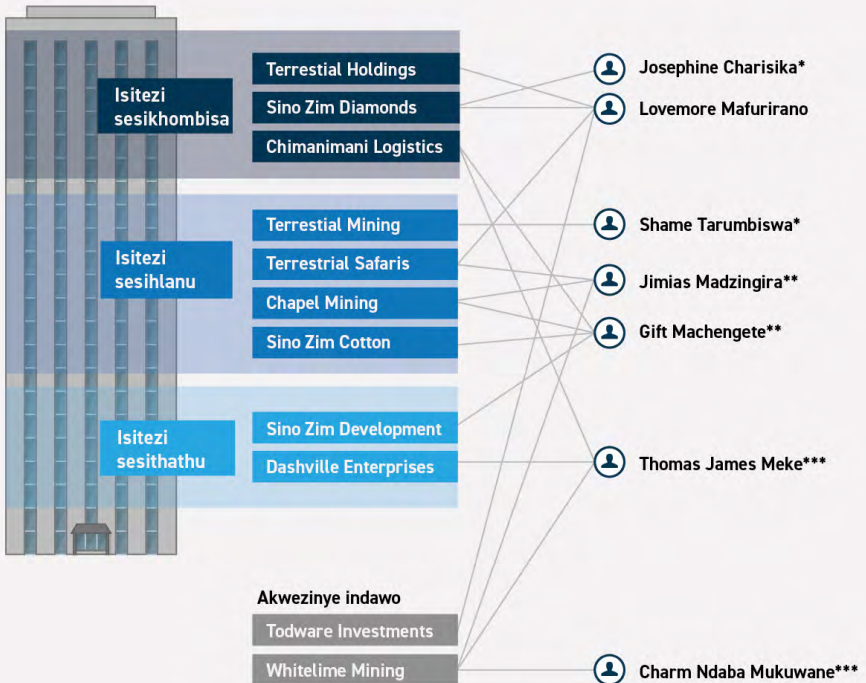 Isitezi
sesikhombisa
Terrestial Holdings
Sino Zim Diamonds
Chimanimani Logistics
Josephine Charisika*
Lovemore Mafurirano
Isitezi
sesihlanu
Terrestial Mining
Terrestrial Safaris
Chapel Mining
Sino Zim Cotton
Shame Tarumbiswa*
Jimias Madzingira**
Gift Machengete**
Isitezi
sesithathu
Sino Zim Development
Dashville Enterprises
Thomas James Meke***
Akwezinye indawo
Todware Investments
Whitelime Mining
Charm Ndaba Mukuwane***